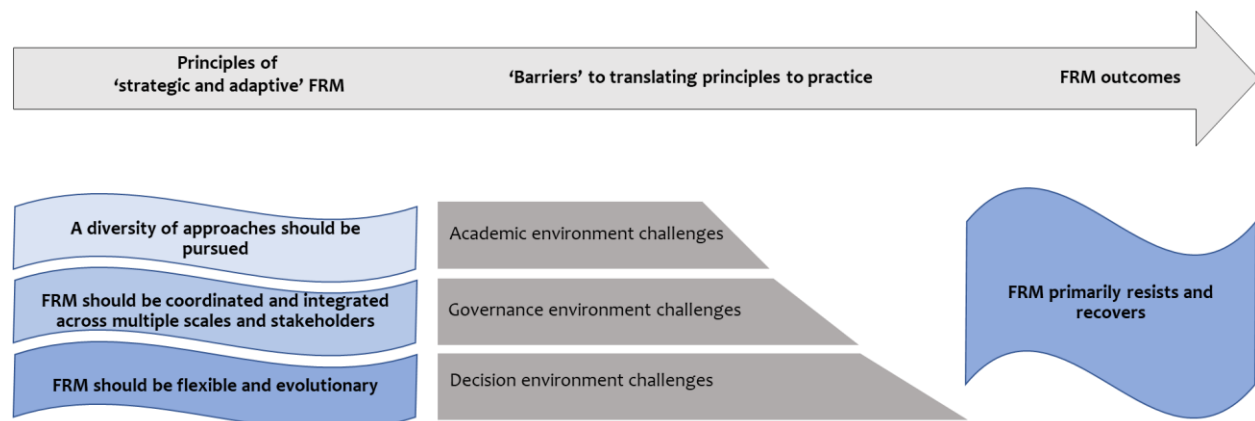 Principles of
‘strategic and adaptive’ FRM
‘Barriers’ to translating principles to practice
FRM outcomes
A diversity of approaches should be
pursued
FRM should be coordinated and integrated
across multiple scales and stakeholders
FRM should be flexible and evolutionary
Academic environment challenges
Governance environment challenges
Decision environment challenges
FRM primarily resists and
recovers